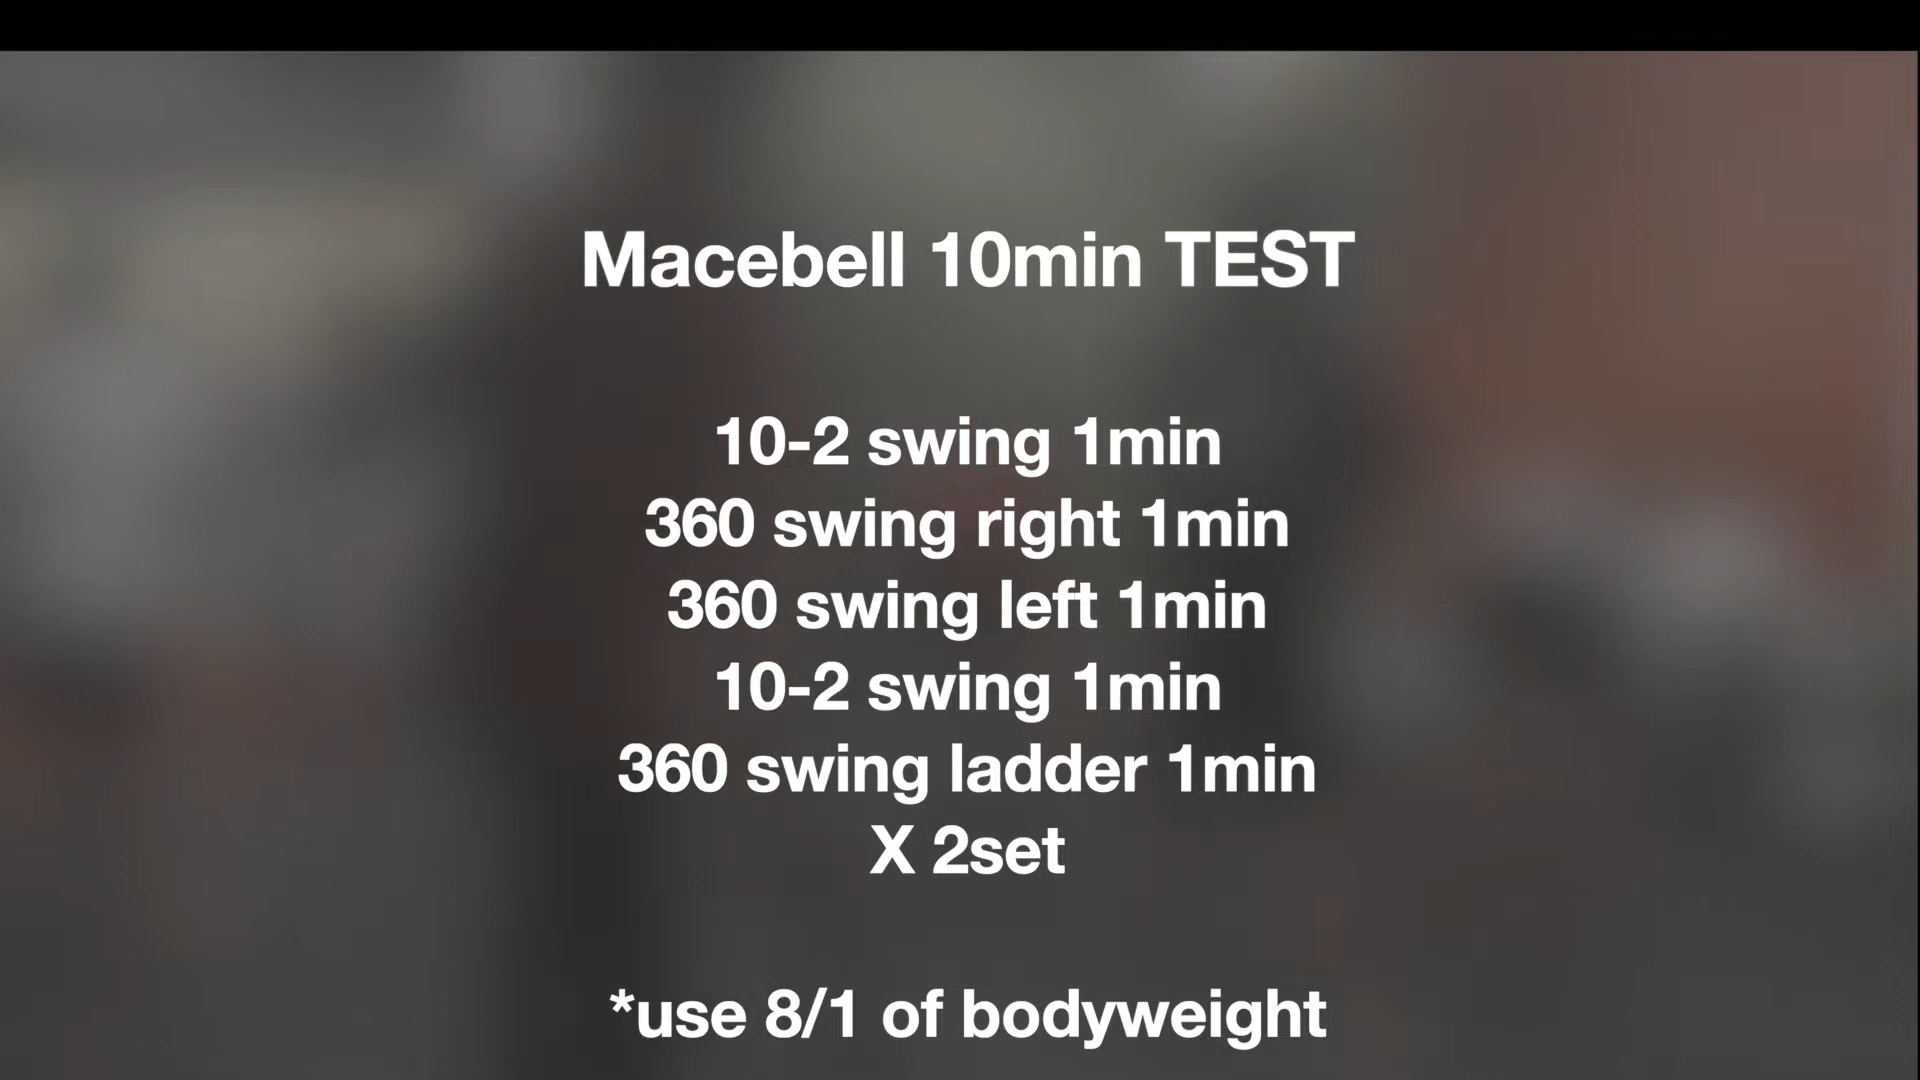 Macebell 10min TEST
10-2 swing 1min
360 swing right 1min
360 swing left 1min
10-2 swing 1min
360 swing ladder 1min
X 2set
*use 8/1 of bodyweight